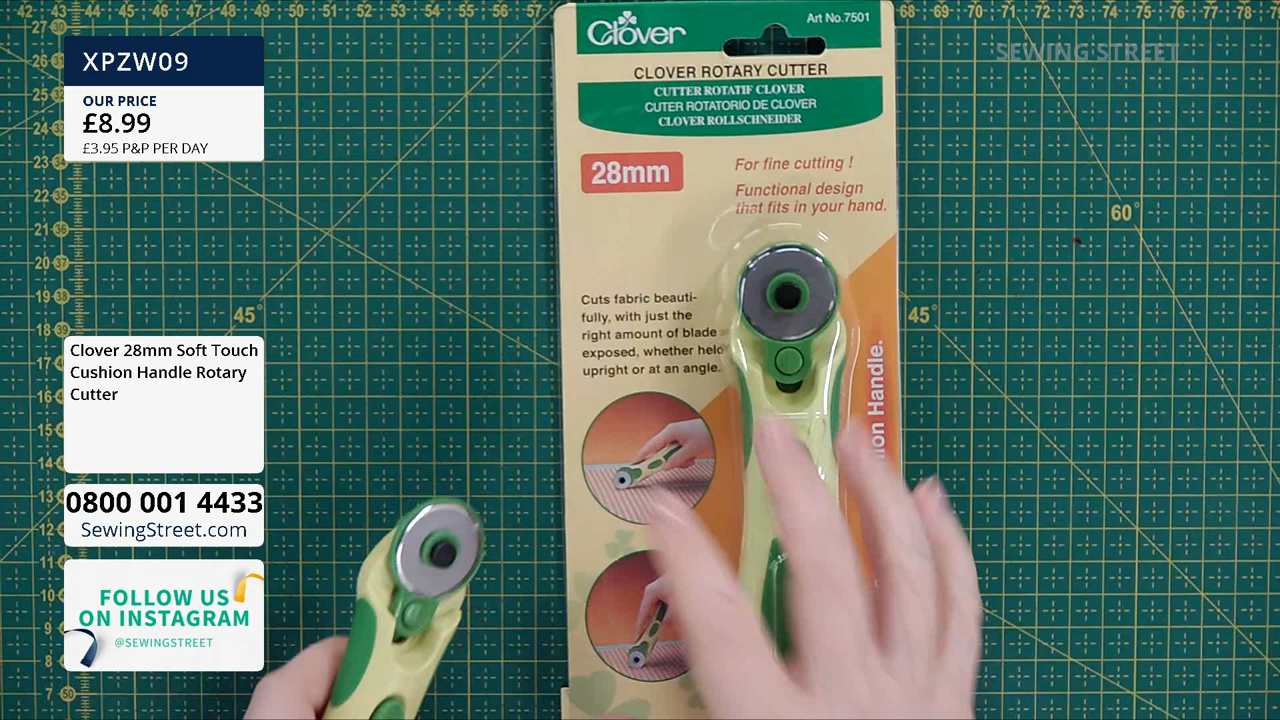 XPZW09
OUR PRICE
£8.99
£3.95 P&P PER DAY
Clover 28mm Soft Touch
Cushion Handle Rotary
Cutter
0800 001 4433
SewingStreet.com
FOLLOW US
ON INSTAGRAM
@SEWINGSTREET
Clover
Art No.7501
CLOVER ROTARY CUTTER
CUTTER ROTATIF CLOVER
CUTER ROTATORIO DE CLOVER
CLOVER ROLLSCHNEIDER
28mm
For fine cutting !
Functional design
that fits in your hand.
Cuts fabric beauti-
fully, with just the
right amount of blade
exposed, whether held
upright or at an angle.
Handle.
SEWING STREET
45°
45°
60°